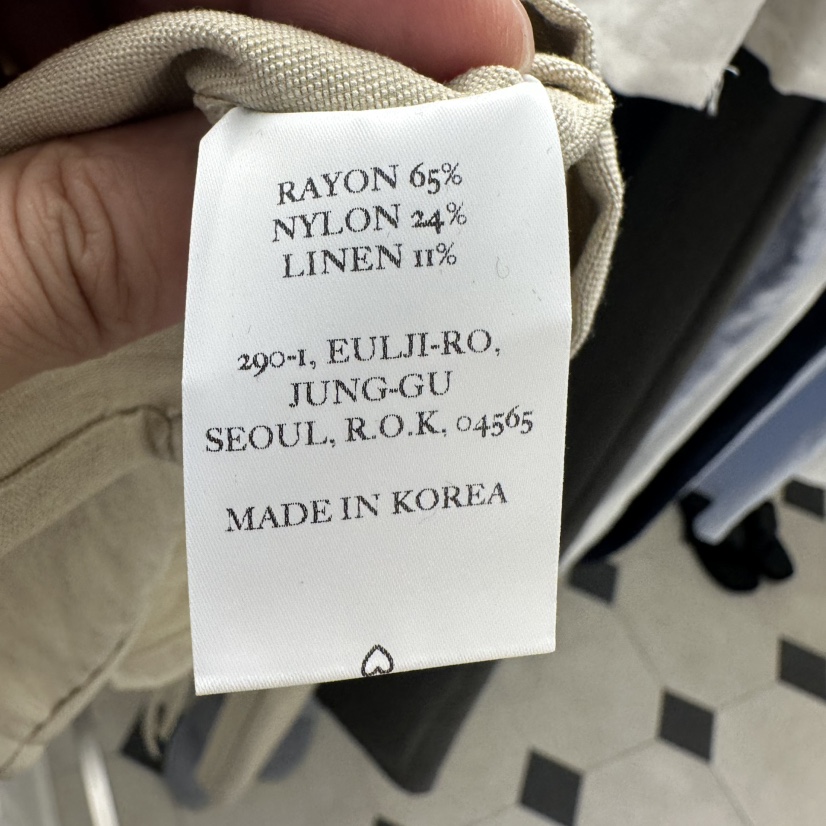 RAYON 65%
NYLON 24%
LINEN 11%
290-1, EULJI-RO,
JUNG-GU
SEOUL, R.O.K, 04565
MADE IN KOREA